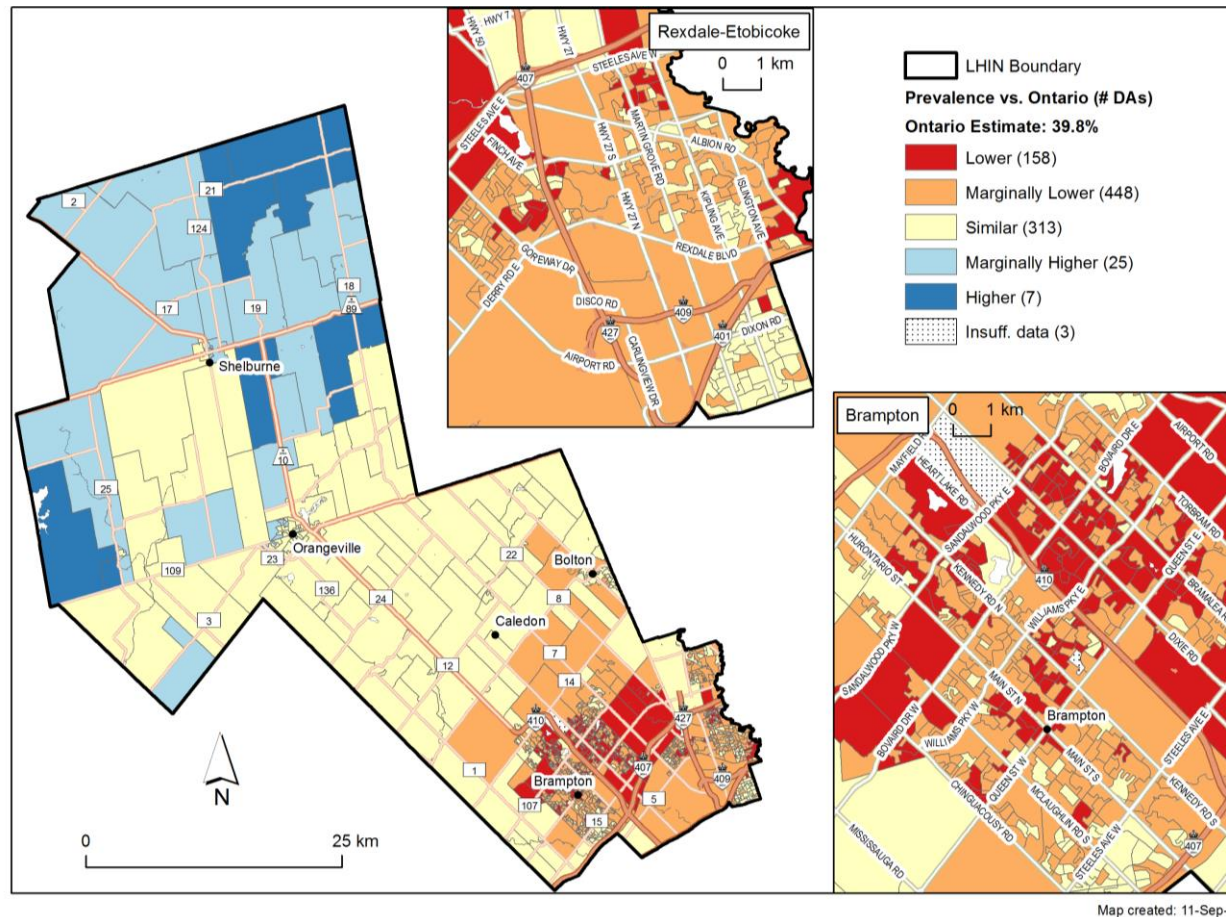 Rexdale-Etobicoke
0 1 km
HWY 7
HWY 50
HWY 27
407
STEELES AVE W
STEELES AVE E
FINCH AVE
HWY 27 S
MARTIN GROVE RD
ALBION RD
KIPLING AVE
ISLINGTON AVE
HWY 27 N
REXDALE BLVD
GOREWAY DR
DERRY RD E
DISCO RD
409
427
401
DIXON RD
AIRPORT RD
CARLINGVIEW DR
LHIN Boundary
Prevalence vs. Ontario (# DAs)
Ontario Estimate: 39.8%
Lower (158)
Marginally Lower (448)
Similar (313)
Marginally Higher (25)
Higher (7)
Insuff. data (3)
2
21
124
17
19
18
89
Shelburne
10
25
Orangeville
109
23
3
136
24
22
Bolton
8
Caledon
7
12
14
410
427
1
407
409
Brampton
107
5
15
N
0 25 km
Brampton
0 1 km
HEART LAKE RD
SANDALWOOD PKY E
BOVAIRD DR E
AIRPORT RD
TORBRAM RD
QUEEN ST E
HURONTARIO ST
KENNEDY RD N
410
WILLIAMS PKY E
DIXIE RD
SANDALWOOD PKY W
MAIN ST N
Brampton
BOVAIRD DR W
WILLIAMS PKY W
STEELES AVE E
QUEEN ST W
MAIN ST S
KENNEDY RD S
CHINGUACOUSY RD
MCLAUGHLIN RD S
MISSISSAUGA RD
STEELES AVE W
407
Map created: 11-Sep-